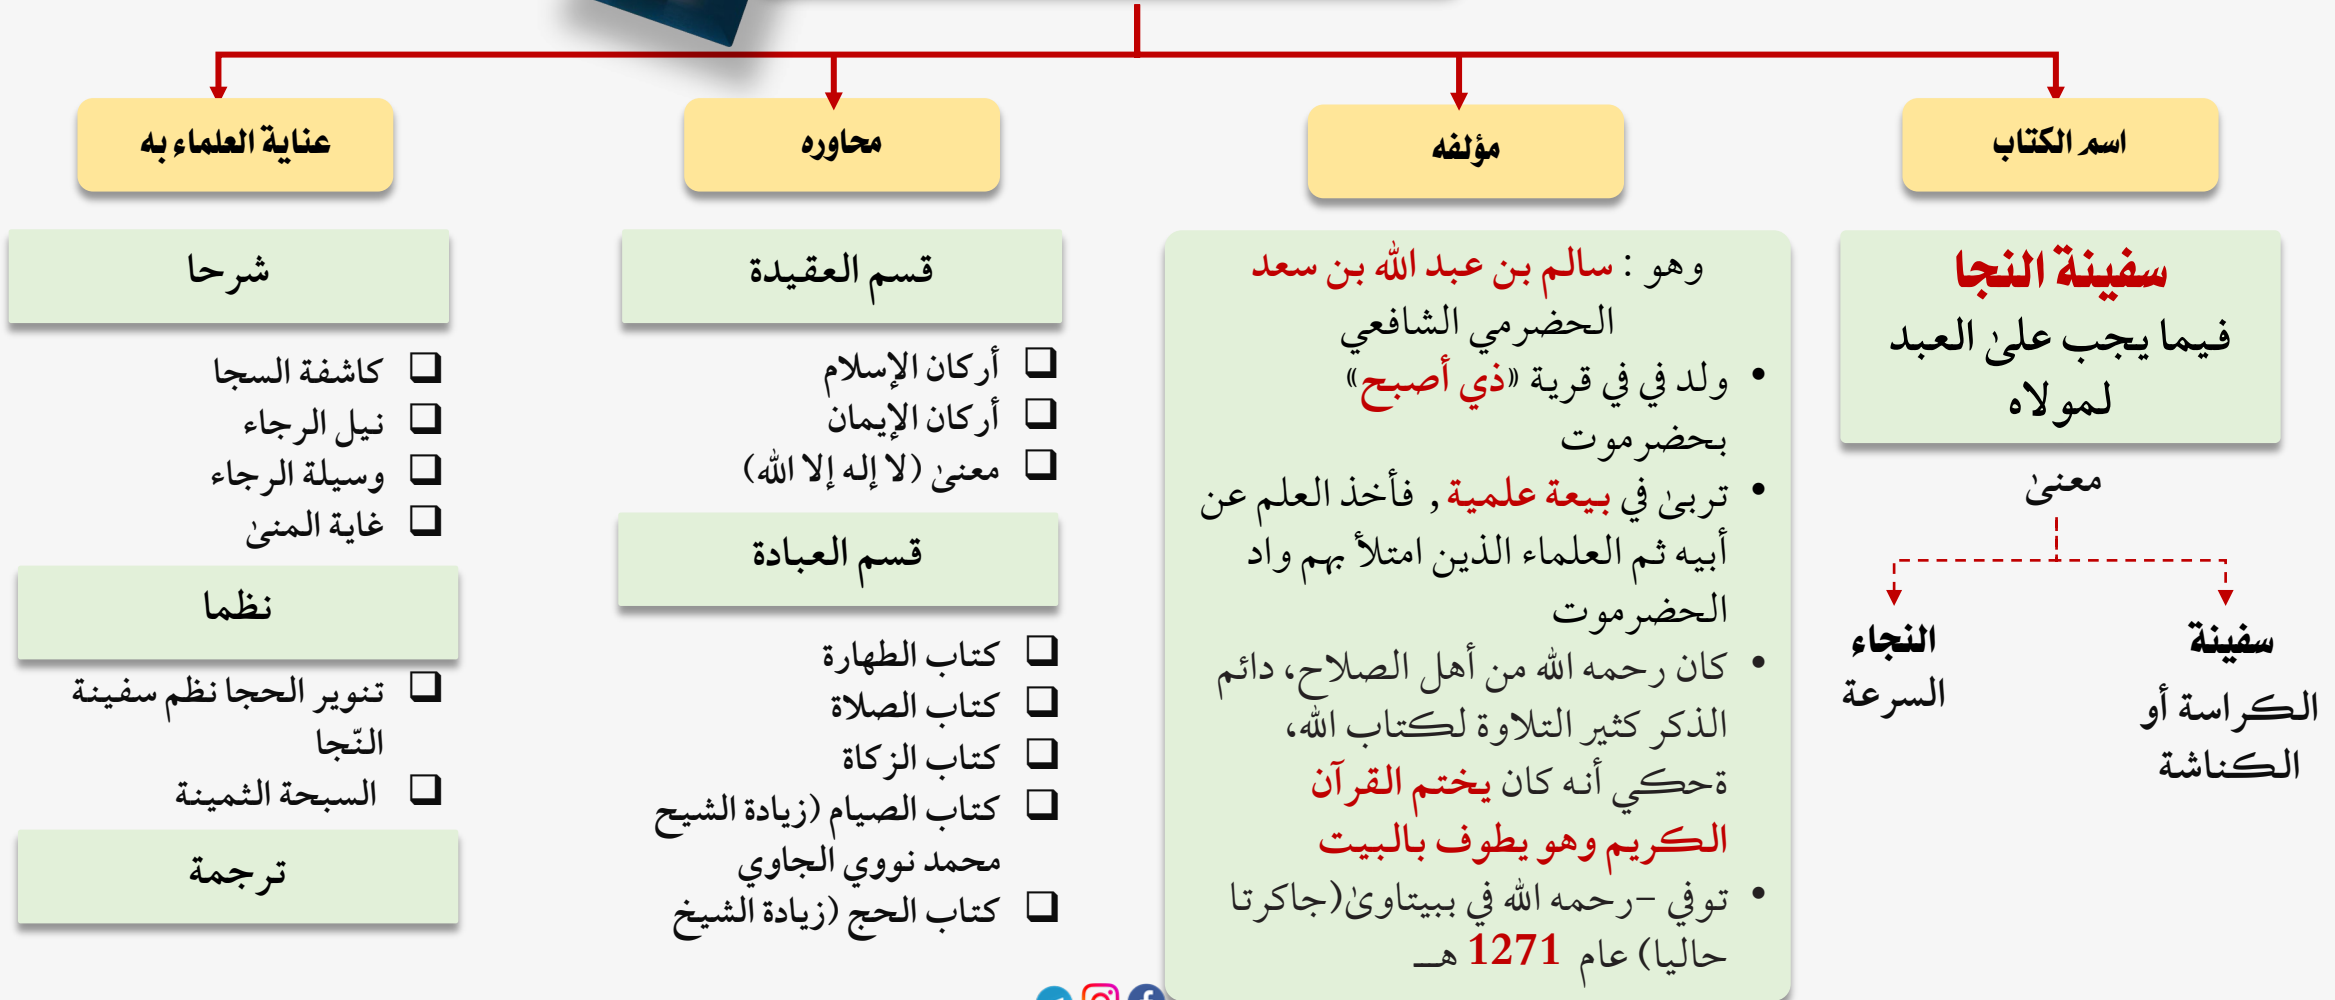 اسم الكتاب
سفينة النجا
فيما يجب علىٰ العبد
لمولاه
معنىٰ
سفينة
الكراسة أو
الكناشة
النجاء
السرعة
مؤلفه
وهو : سالم بن عبد الله بن سعد
الحضرمي الشافعي
• ولد في في قرية «ذي أصبح»
بحضرموت
• تربىٰ في بيعة علمية , فأخذ العلم عن
أبيه ثم العلماء الذين امتلأ بهم واد
الحضرموت
• كان رحمه الله من أهل الصلاح، دائم
الذكر كثير التلاوة لكتاب الله،
ةحكي أنه كان يختم القرآن
الكريم وهو يطوف بالبيت
• توفي –رحمه الله في ببيتاوىٰ(جاكرتا
حاليا) عام 1271 هـ
محاوره
قسم العقيدة
❑ أركان الإسلام
❑ أركان الإيمان
❑ معنىٰ (لا إله إلا الله)
قسم العبادة
❑ كتاب الطهارة
❑ كتاب الصلاة
❑ كتاب الزكاة
❑ كتاب الصيام (زيادة الشيح
محمد نووي الجاوي
❑ كتاب الحج (زيادة الشيخ
عناية العلماء به
شرحا
❑ كاشفة السجا
❑ نيل الرجاء
❑ وسيلة الرجاء
❑ غاية المنىٰ
نظما
❑ تنوير الحجا نظم سفينة
النّجا
❑ السبحة الثمينة
ترجمة